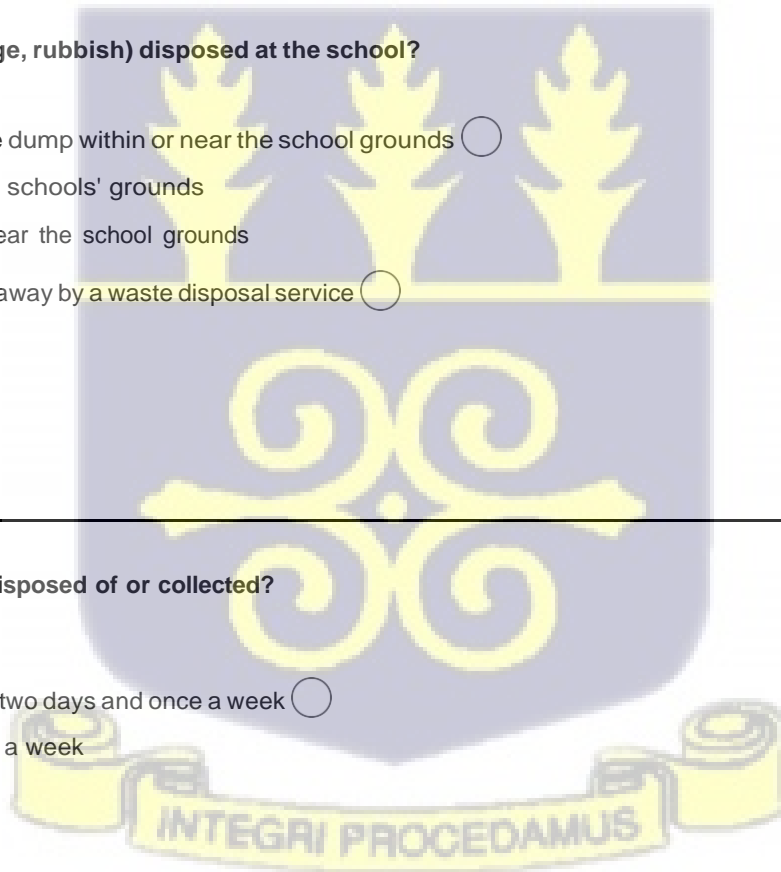 ge, rubbish) disposed at the school?
e dump within or near the school grounds
schools' grounds
ear the school grounds
away by a waste disposal service
isposed of or collected?
two days and once a week
a week
INTEGRI PROCEDAMUS